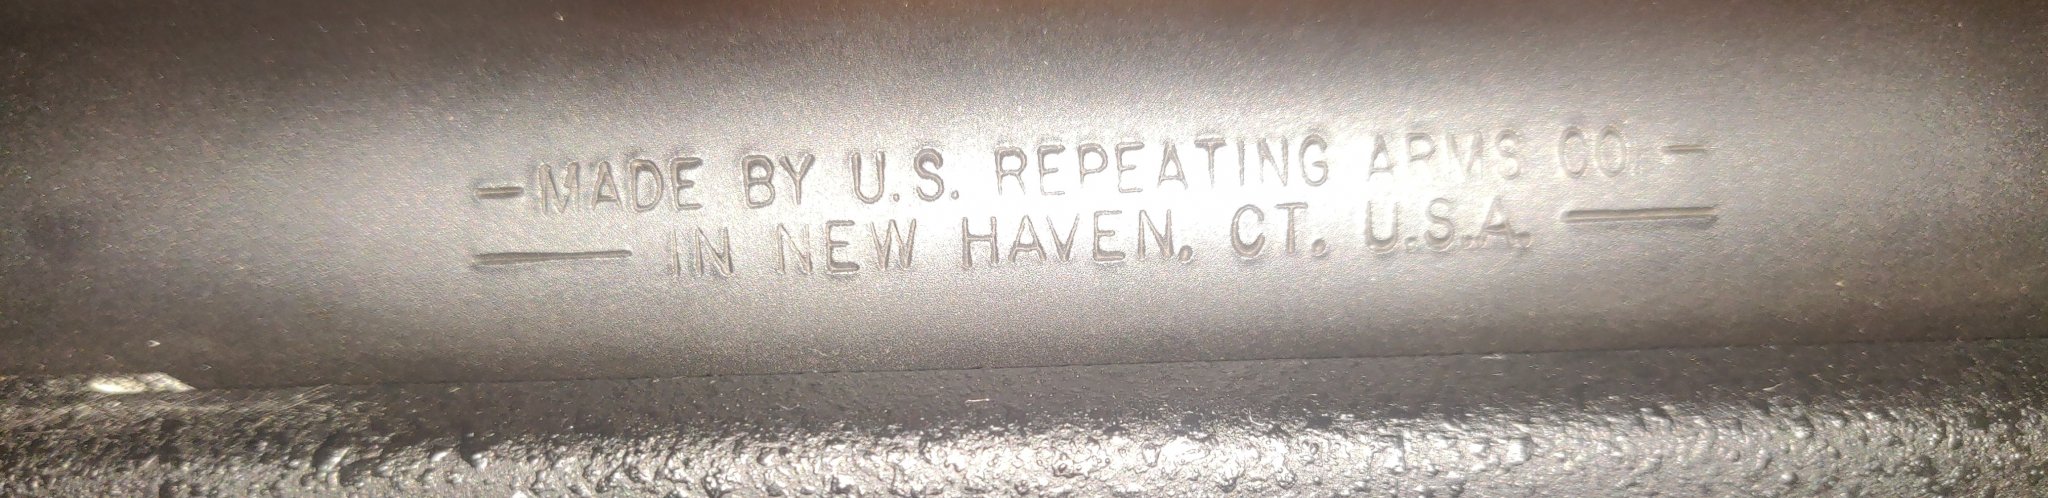 -MADE BY U.S. REPEATING ARMS CO.-
— IN NEW HAVEN, CT. U.S.A. —